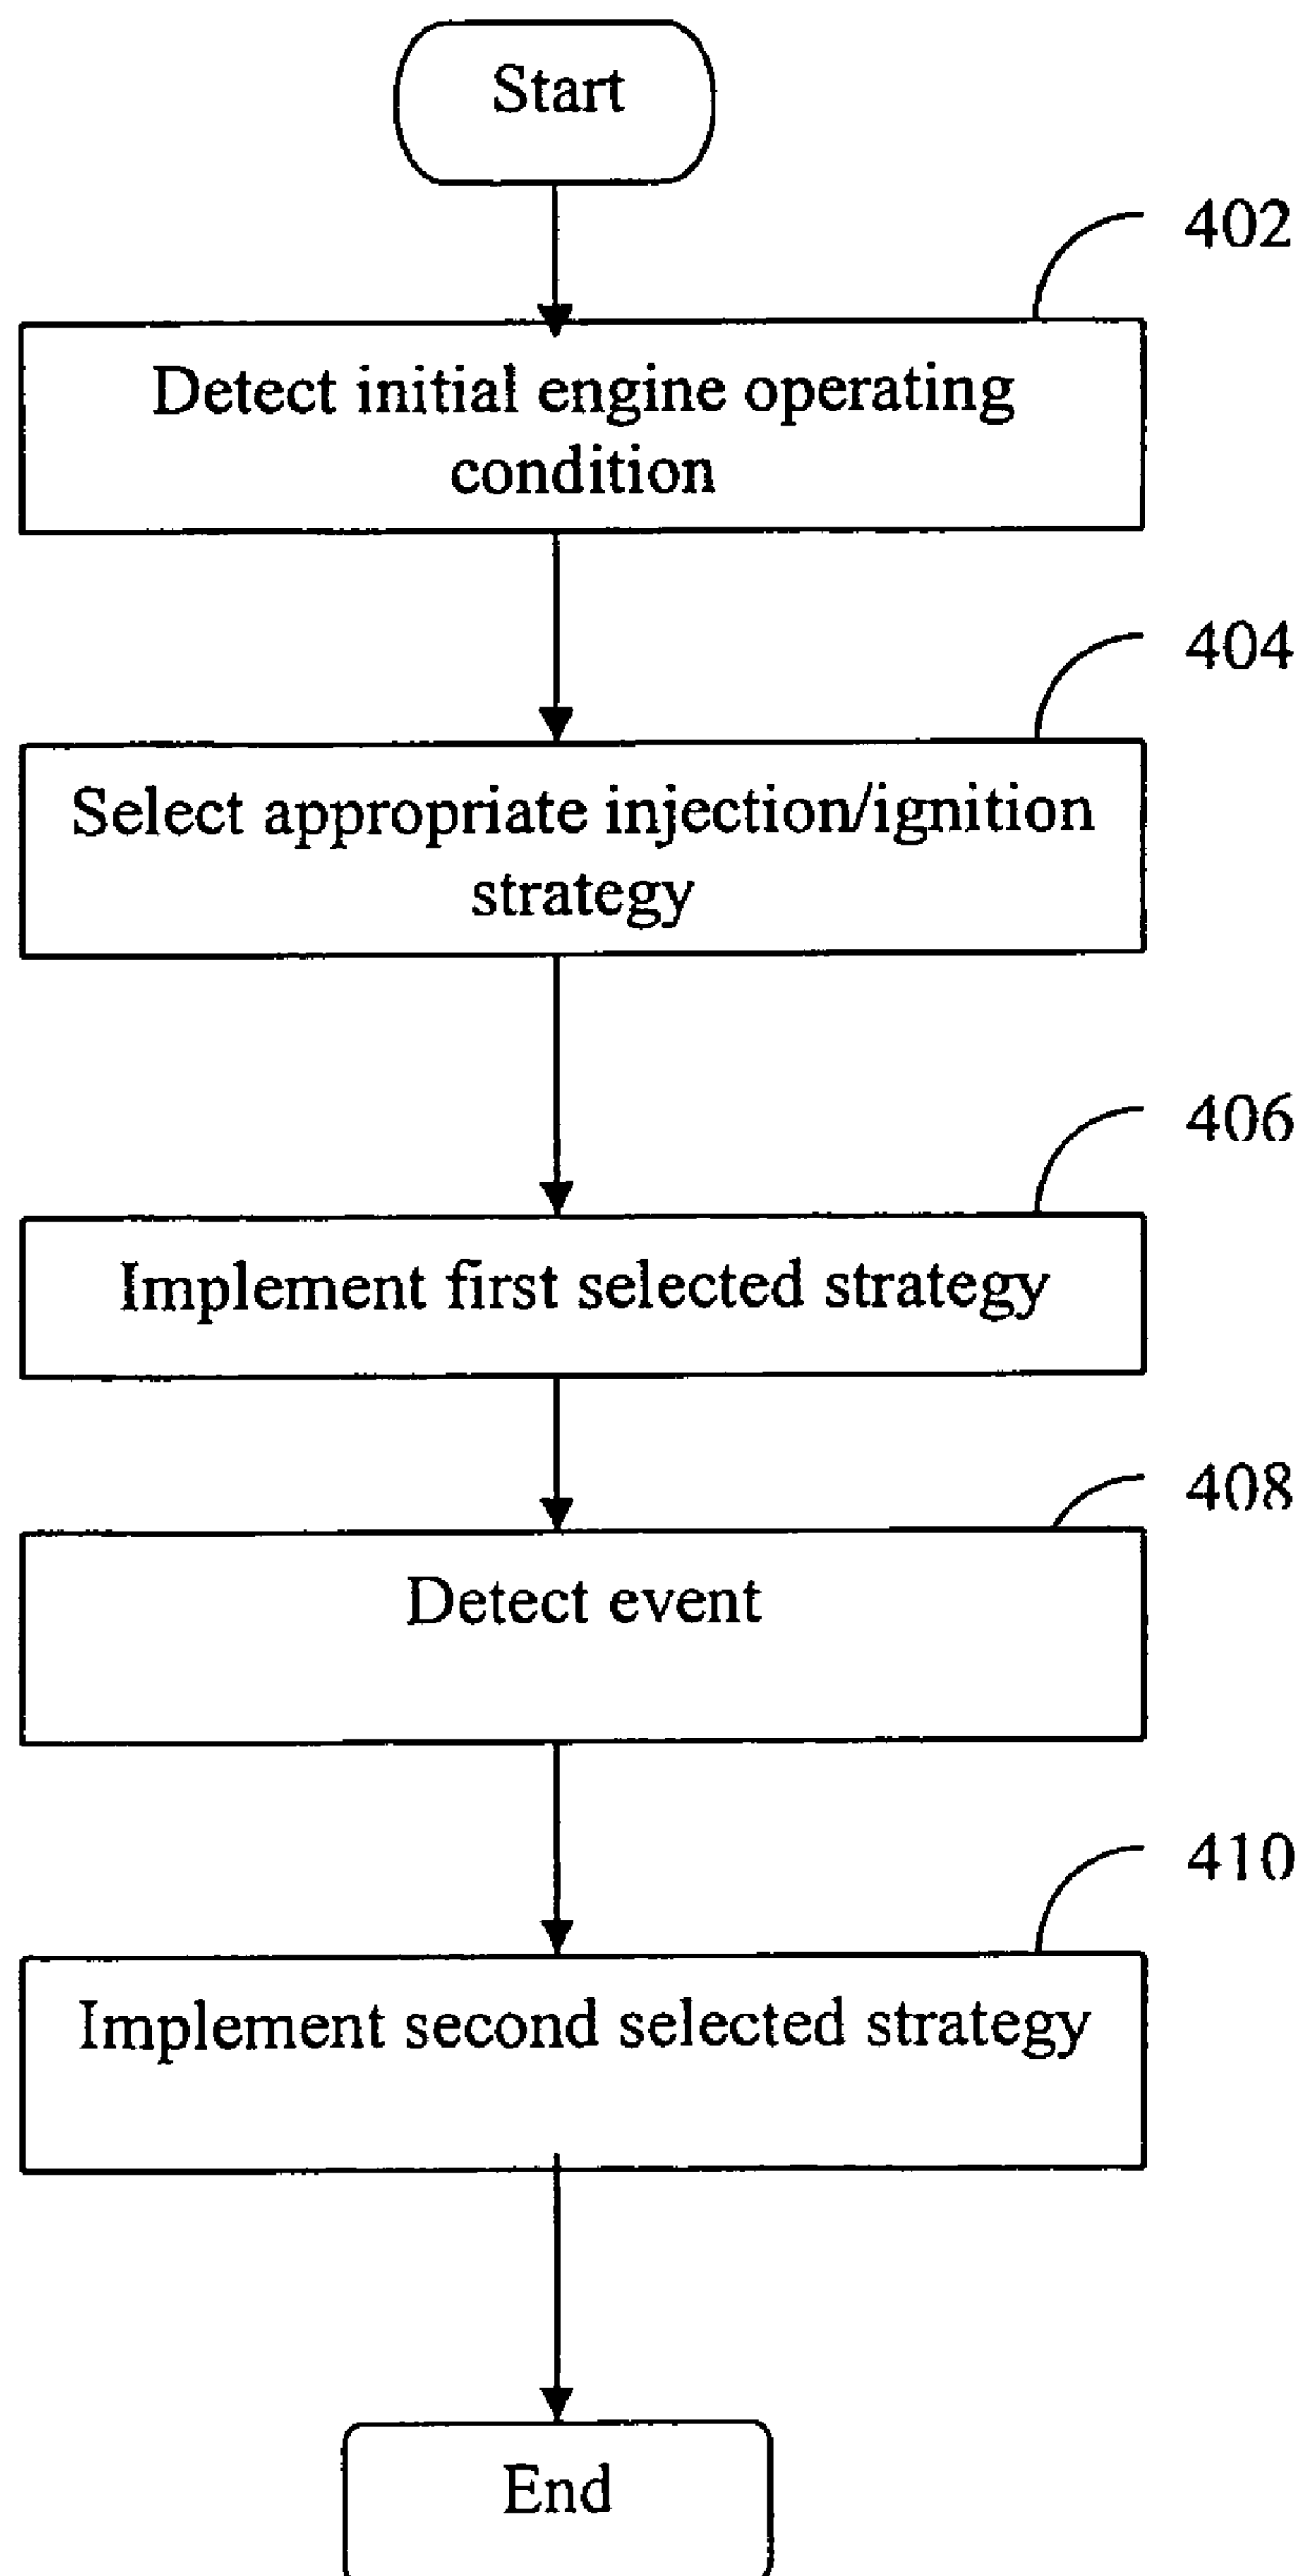 Start
402
Detect initial engine operating
condition
404
Select appropriate injection/ignition
strategy
406
Implement first selected strategy
408
Detect event
410
Implement second selected strategy
End